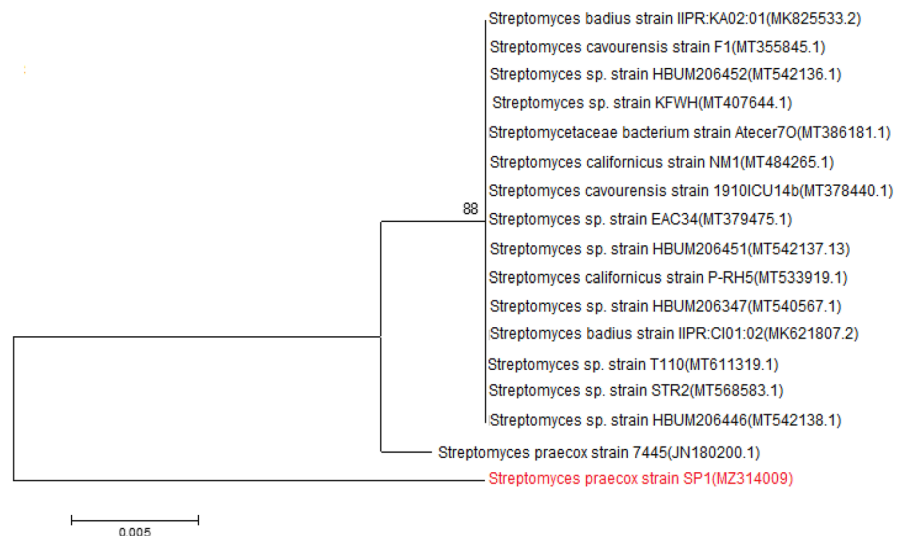 Streptomyces badius strain IIPR:KA02:01(MK825533.2)
Streptomyces cavourensis strain F1(MT355845.1)
Streptomyces sp. strain HBUM206452(MT542136.1)
Streptomyces sp. strain KFWH(MT407644.1)
Streptomycetaceae bacterium strain Atecer7O(MT386181.1)
Streptomyces californicus strain NM1(MT484265.1)
Streptomyces cavourensis strain 1910ICU14b(MT378440.1)
88
Streptomyces sp. strain EAC34(MT379475.1)
Streptomyces sp. strain HBUM206451(MT542137.13)
Streptomyces californicus strain P-RH5(MT533919.1)
Streptomyces sp. strain HBUM206347(MT540567.1)
Streptomyces badius strain IIPR:CI01:02(MK621807.2)
Streptomyces sp. strain T110(MT611319.1)
Streptomyces sp. strain STR2(MT568583.1)
Streptomyces sp. strain HBUM206446(MT542138.1)
Streptomyces praecox strain 7445(JN180200.1)
Streptomyces praecox strain SP1(MZ314009)
0.005